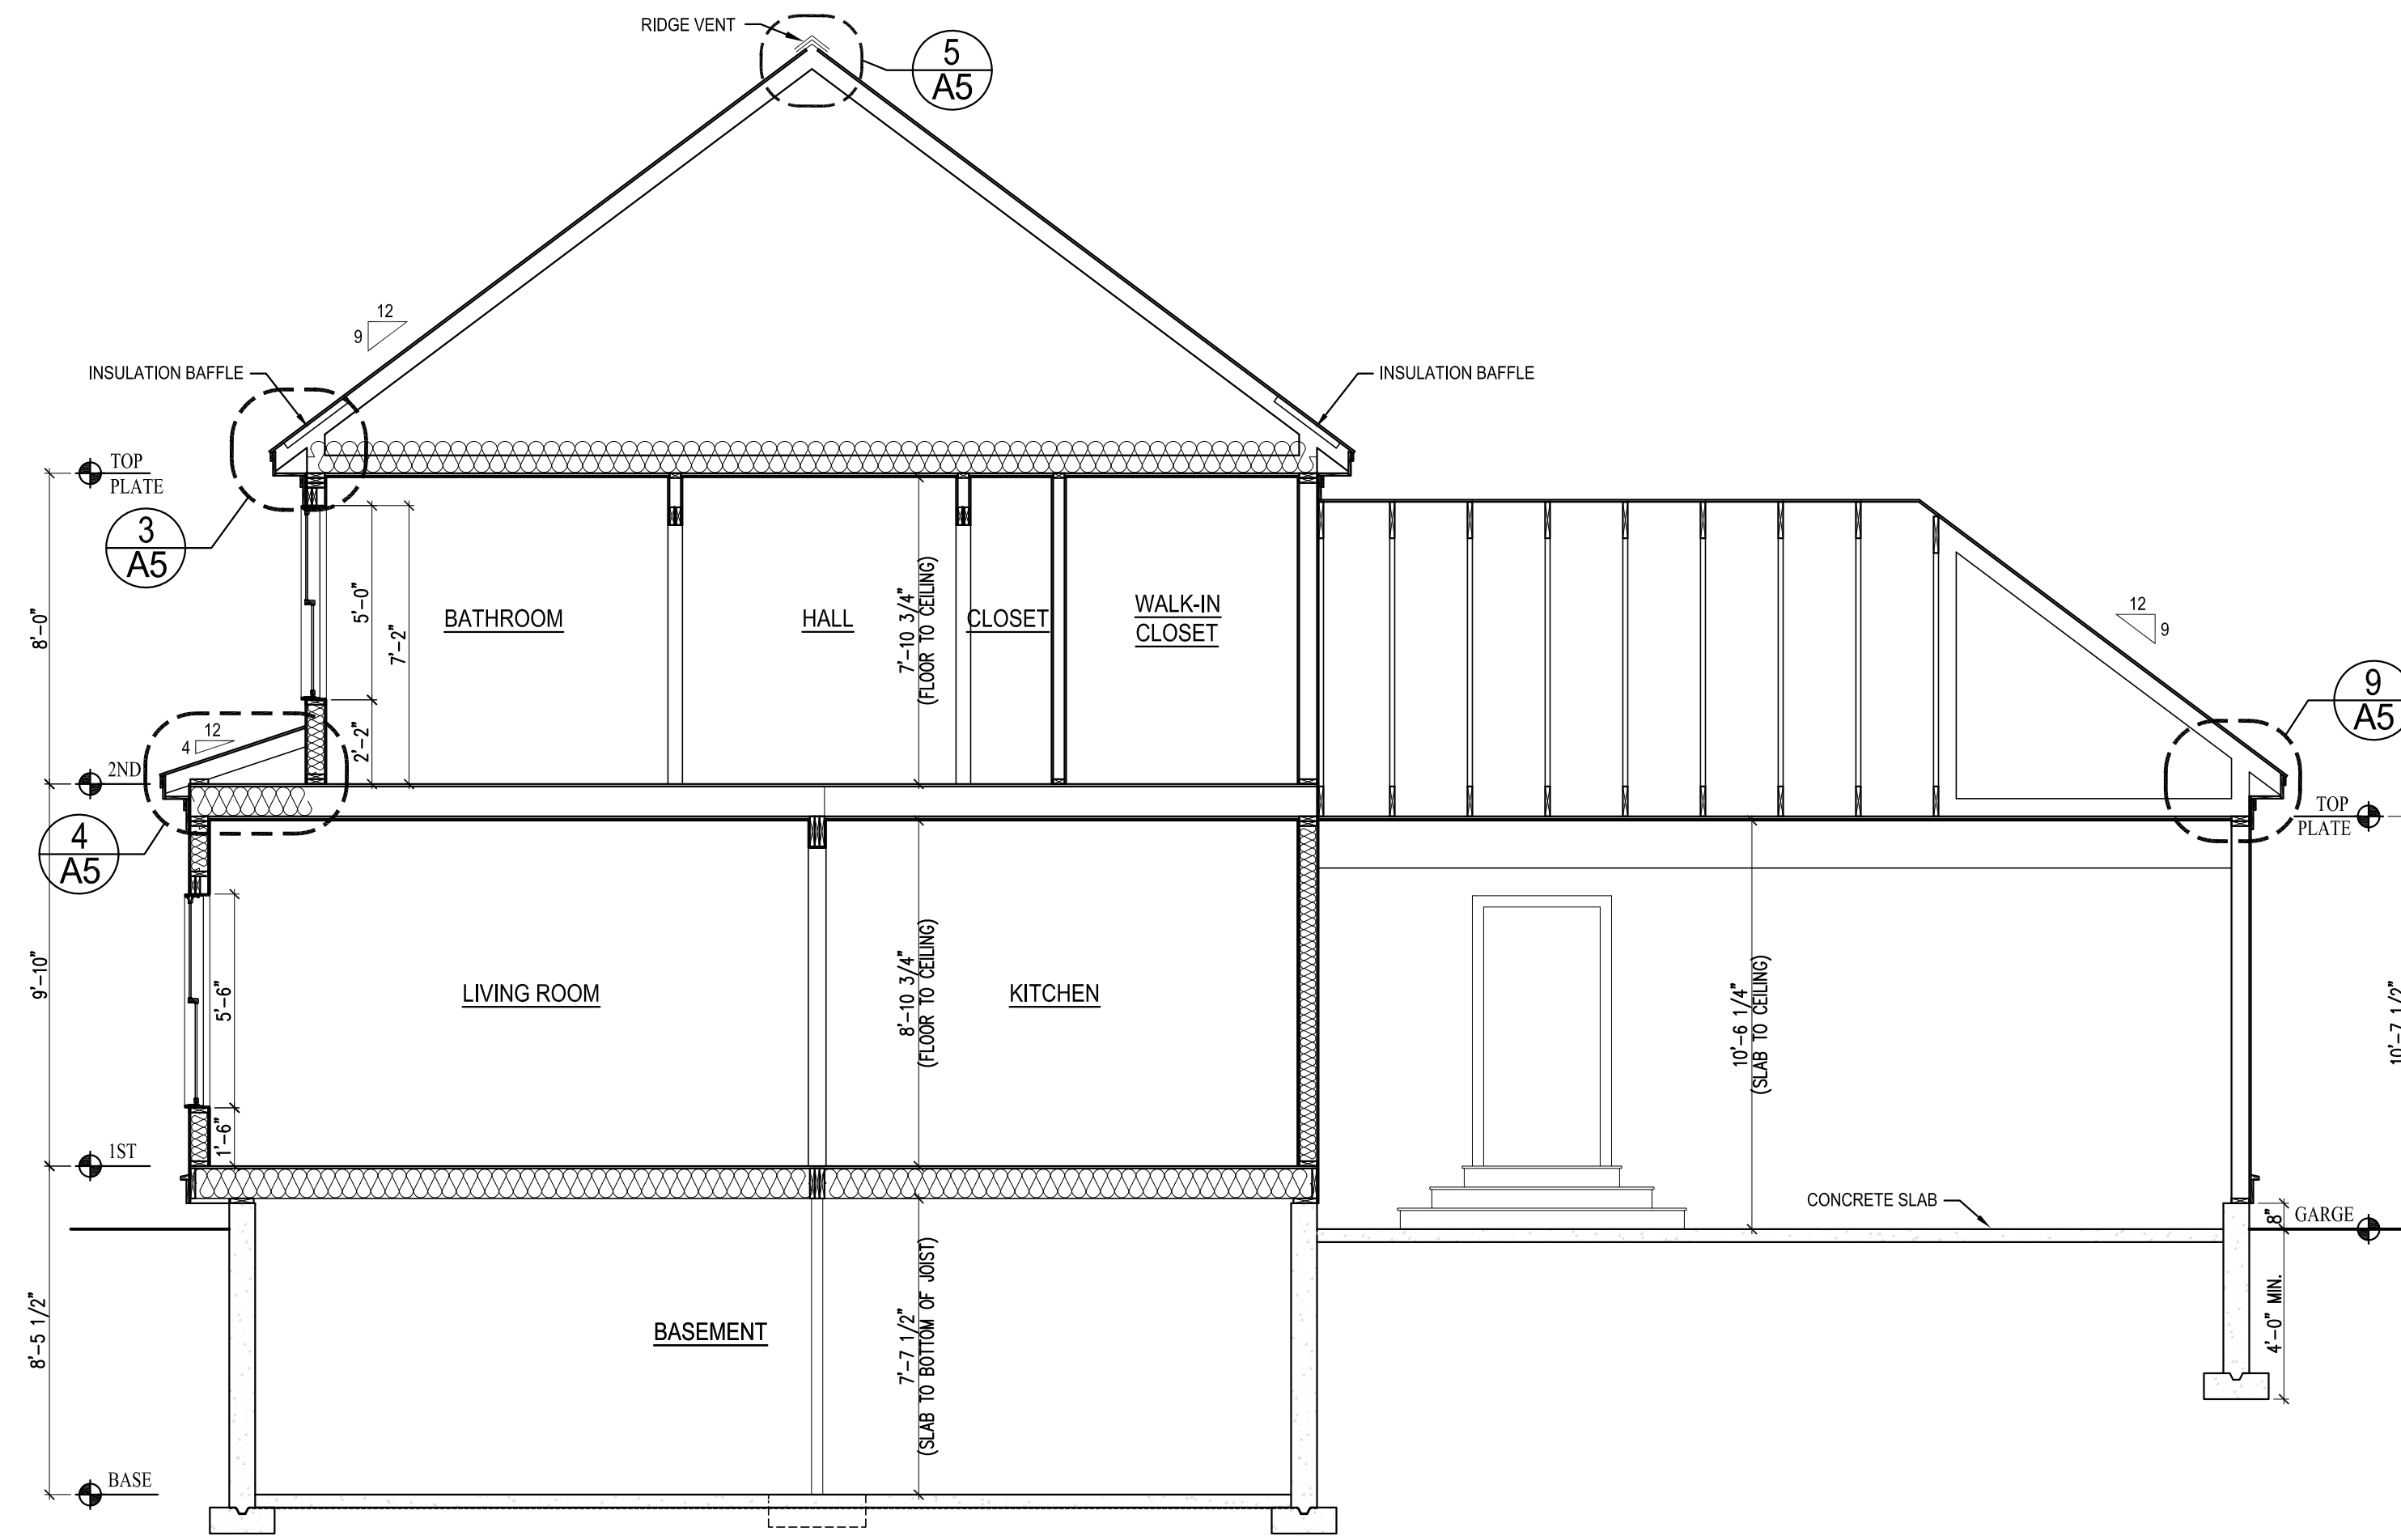 RIDGE VENT
5
A5
12
9
INSULATION BAFFLE
INSULATION BAFFLE
TOP
PLATE
3
A5
8'-0"
5'-0"
7'-2"
2'-2"
BATHROOM
HALL
7'-10 3/4"
(FLOOR TO CEILING)
CLOSET
WALK-IN
CLOSET
12
9
9
A5
12
4
2ND
4
A5
TOP
PLATE
9'-10"
5'-6"
1'-6"
LIVING ROOM
8'-10 3/4"
(FLOOR TO CEILING)
KITCHEN
10'-6 1/4"
(SLAB TO CEILING)
10'-7 1/2"
1ST
CONCRETE SLAB
8"
GARGE
4'-0" MIN.
8'-5 1/2"
BASEMENT
7'-7 1/2"
(SLAB TO BOTTOM OF JOIST)
BASE